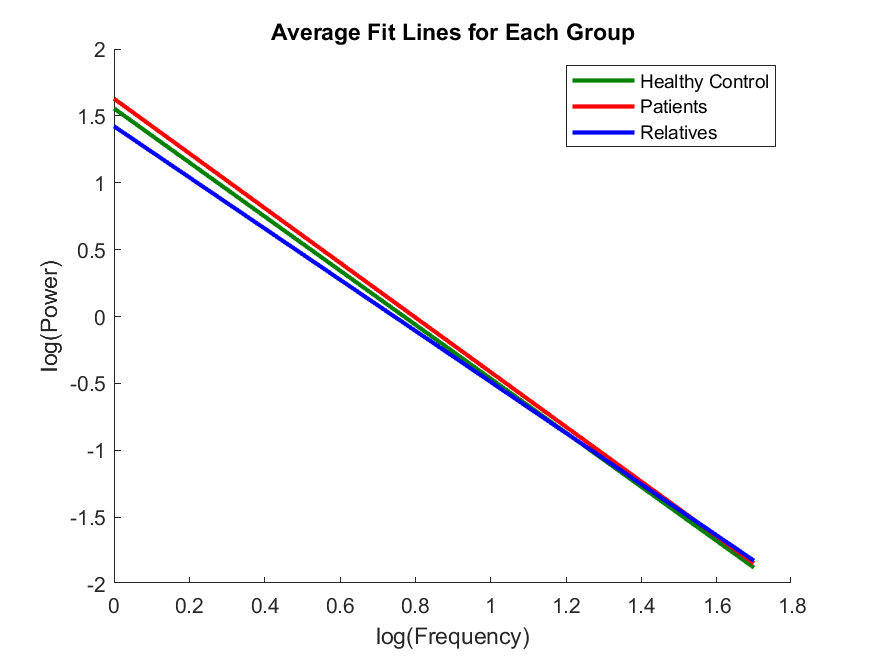 Average Fit Lines for Each Group
Healthy Control
Patients
Relatives
2
1.5
1
0.5
0
-0.5
-1
-1.5
-2
log(Power)
0 0.2 0.4 0.6 0.8 1 1.2 1.4 1.6 1.8
log(Frequency)